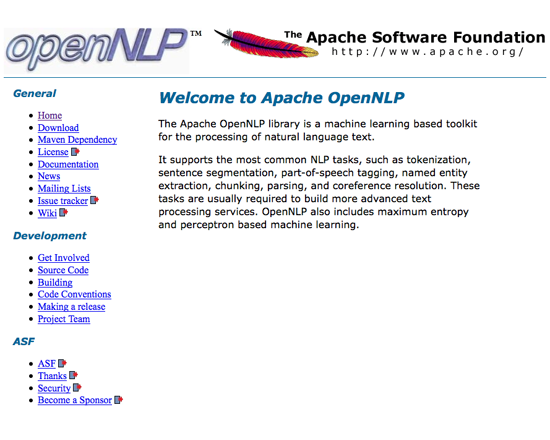 openNLP™
The Apache Software Foundation
http://www.apache.org/
General
Home
Download
Maven Dependency
License
Documentation
News
Mailing Lists
Issue tracker
Wiki
Development
Get Involved
Source Code
Building
Code Conventions
Making a release
Project Team
ASF
ASF
Thanks
Security
Become a Sponsor
Welcome to Apache OpenNLP
The Apache OpenNLP library is a machine learning based toolkit
for the processing of natural language text.
It supports the most common NLP tasks, such as tokenization,
sentence segmentation, part-of-speech tagging, named entity
extraction, chunking, parsing, and coreference resolution. These
tasks are usually required to build more advanced text
processing services. OpenNLP also includes maximum entropy
and perceptron based machine learning.